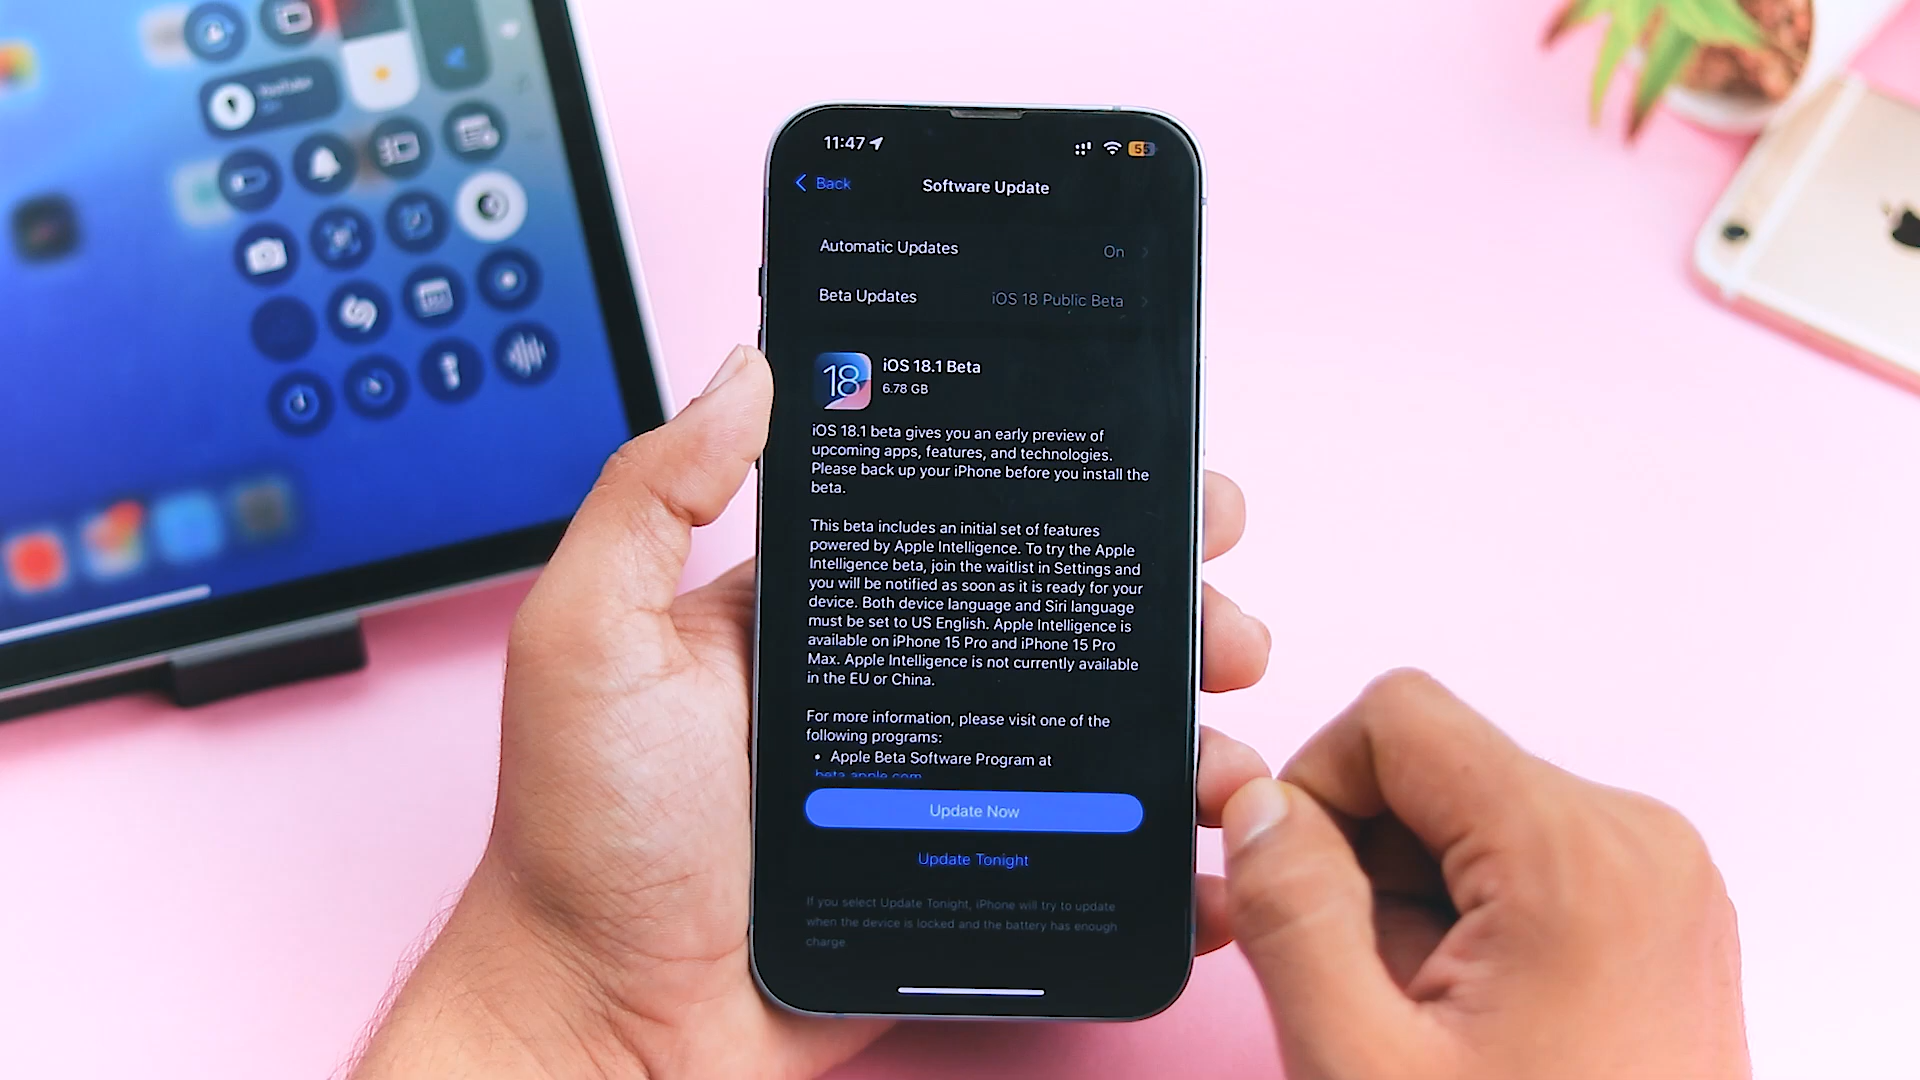 11:47
55
Back
Software Update
Automatic Updates
On
Beta Updates
iOS 18 Public Beta
18
iOS 18.1 Beta
6.78 GB
iOS 18.1 beta gives you an early preview of
upcoming apps, features, and technologies.
Please back up your iPhone before you install the
beta.
This beta includes an initial set of features
powered by Apple Intelligence. To try the Apple
Intelligence beta, join the waitlist in Settings and
you will be notified as soon as it is ready for your
device. Both device language and Siri language
must be set to US English. Apple Intelligence is
available on iPhone 15 Pro and iPhone 15 Pro
Max. Apple Intelligence is not currently available
in the EU or China.
For more information, please visit one of the
following programs:
• Apple Beta Software Program at
beta.apple.com
Update Now
Update Tonight
If you select Update Tonight, iPhone will try to update
when the device is locked and the battery has enough
charge.